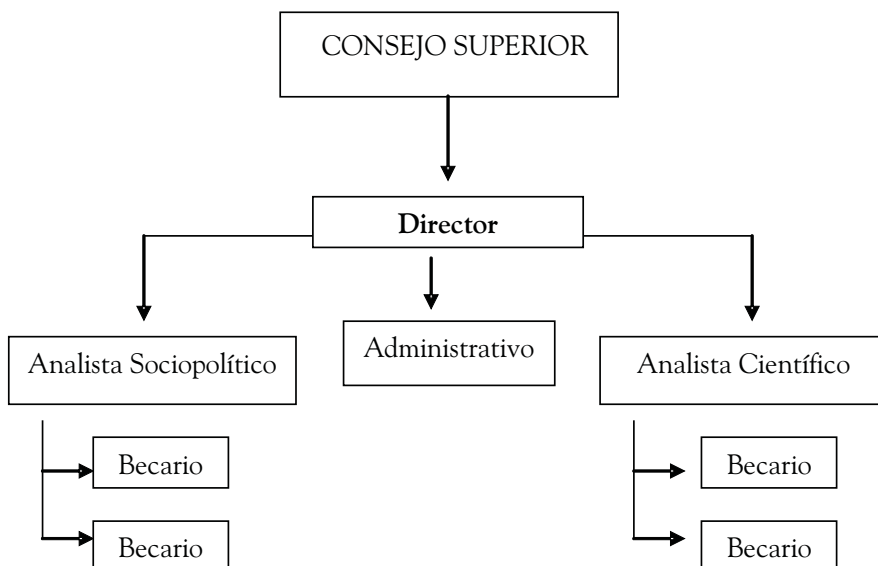 CONSEJO SUPERIOR
Director
Analista Sociopolítico
Administrativo
Analista Científico
Becario
Becario
Becario
Becario